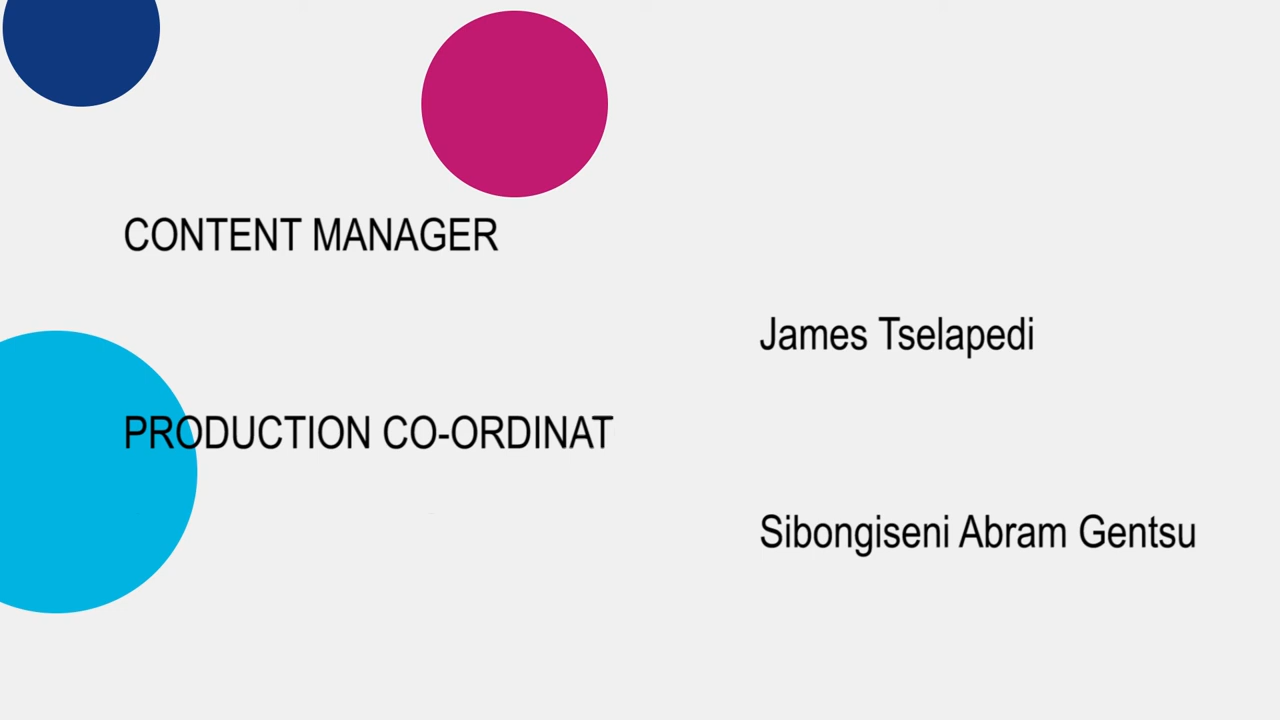 CONTENT MANAGER
James Tselapedi
PRODUCTION CO-ORDINAT
Sibongiseni Abram Gentsu